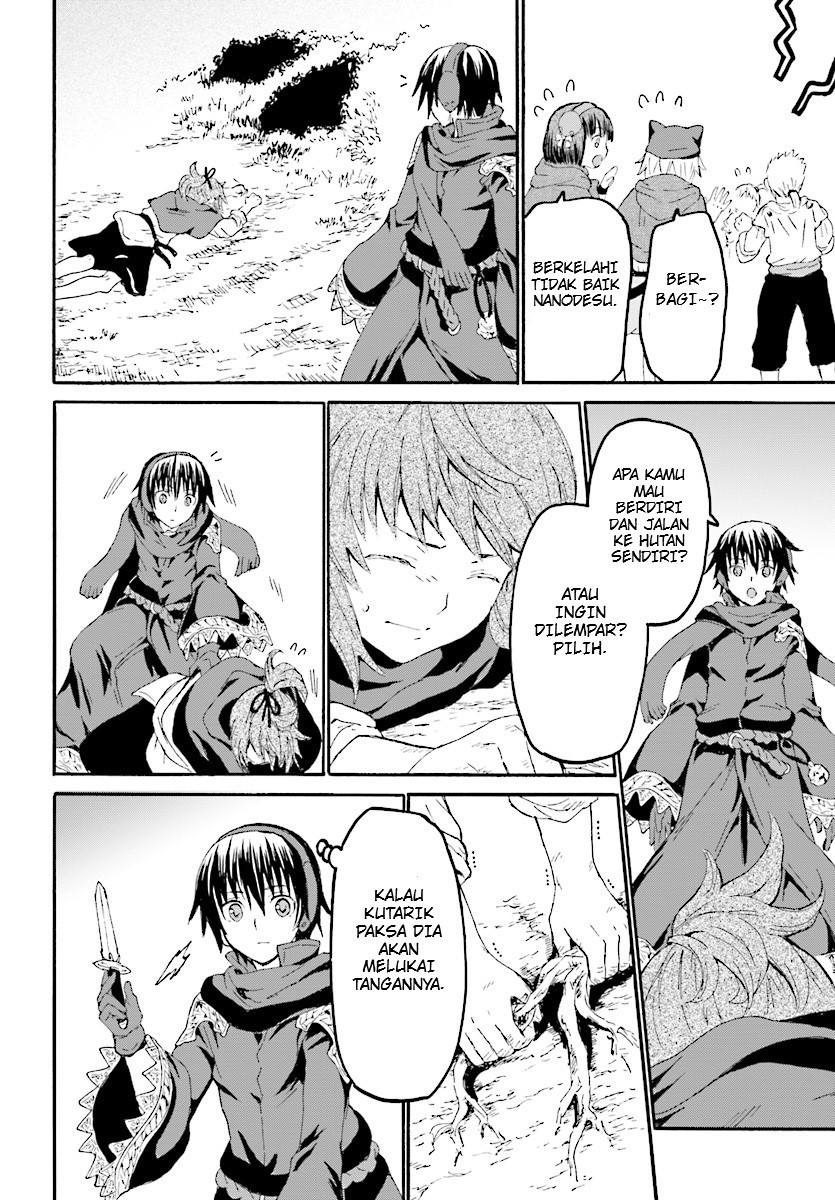 BER-
BAGI~?
BERKELAHI
TIDAK BAIK
NANODESU.
APA KAMU
MAU
BERDIRI
DAN JALAN
KE HUTAN
SENDIRI?
ATAU
INGIN
DILEMPAR?
PILIH.
KALAU
KUTARIK
PAKSA DIA
AKAN
MELUKAI
TANGANNYA.